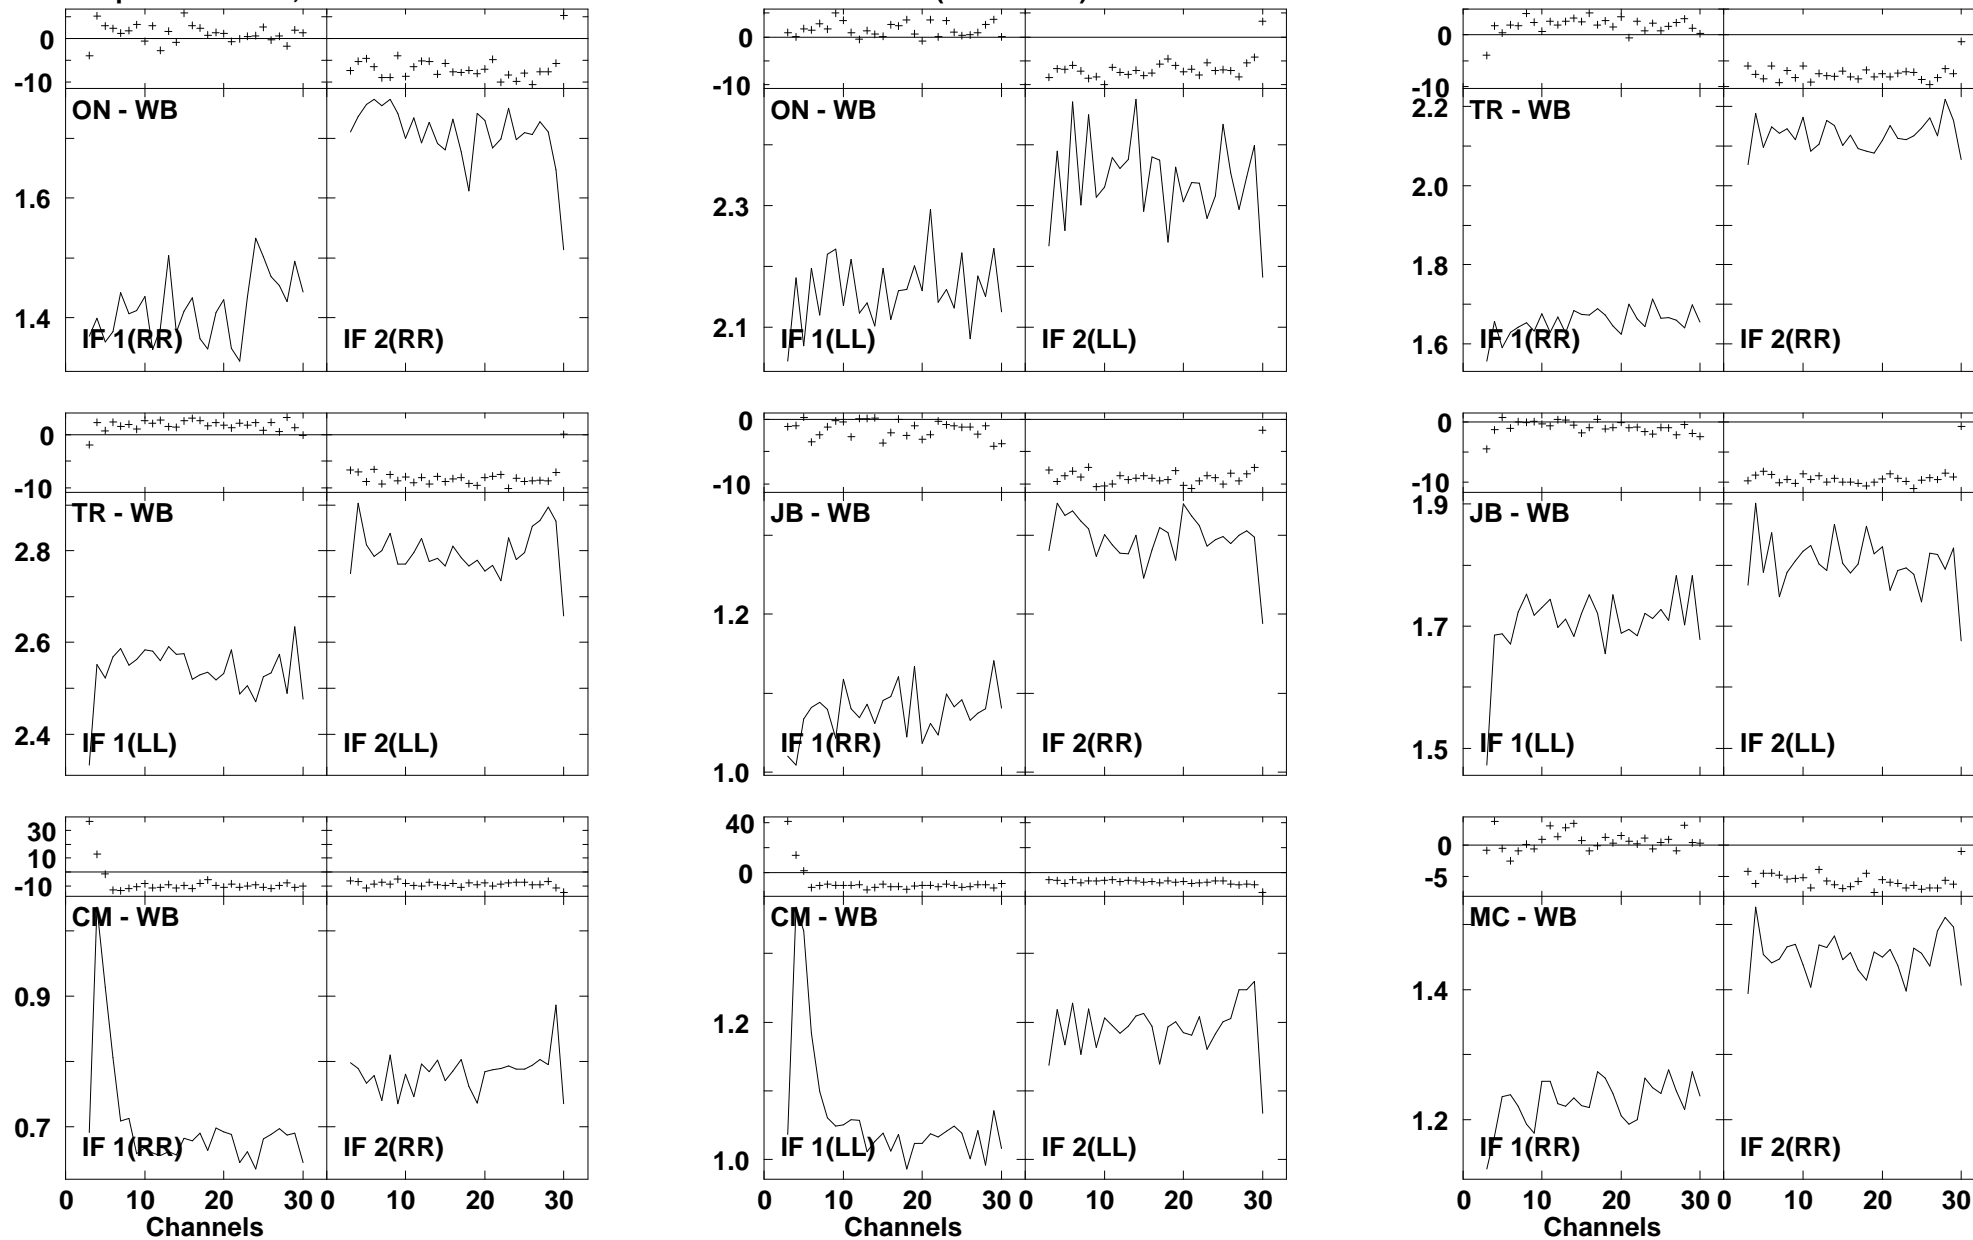 0 0 0
-10 -10 -10
ON - WB ON - WB 2.2 TR - WB
1.6 2.3 2.0
1.8
1.4 2.1 1.6
IF 1(RR) IF 2(RR) IF 1(LL) IF 2(LL) IF 1(RR) IF 2(RR)
0 0 0
-10 -10 -10
TR - WB JB - WB 1.9 JB - WB
2.8 1.2 1.7
2.6
2.4 1.0 1.5
IF 1(LL) IF 2(LL) IF 1(RR) IF 2(RR) IF 1(LL) IF 2(LL)
30 40 0
10 0 -5
-10
CM - WB CM - WB MC - WB
0.9 1.2 1.4
0.7 1.0 1.2
IF 1(RR) IF 2(RR) IF 1(LL) IF 2(LL) IF 1(RR) IF 2(RR)
0 10 20 30 0 10 20 30 0 10 20 30 0 10 20 30 0 10 20 30 0 10 20 30
Channels Channels Channels